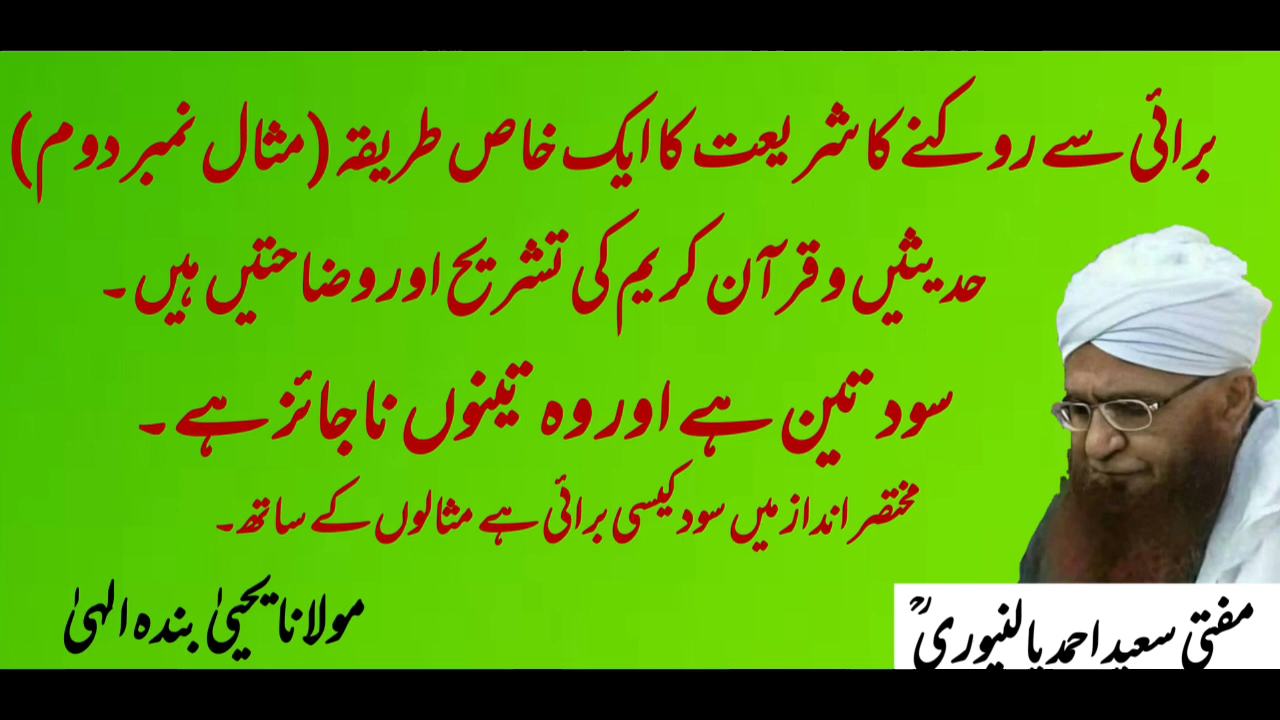 برائی سے روکنے کا شریعت کا ایک خاص طریقہ (مثال نمبر دوم)
حدیثیں و قرآن کریم کی تشریح اور وضاحتیں ہیں۔
سود تین ہے اور وہ تینوں ناجائز ہے۔
مختصر انداز میں سود کیسی برائی ہے مثالوں کے ساتھ۔
مولانا یحییٰ بندہ الہیٰ
مفتی سعید احمد پالنپوریؒ